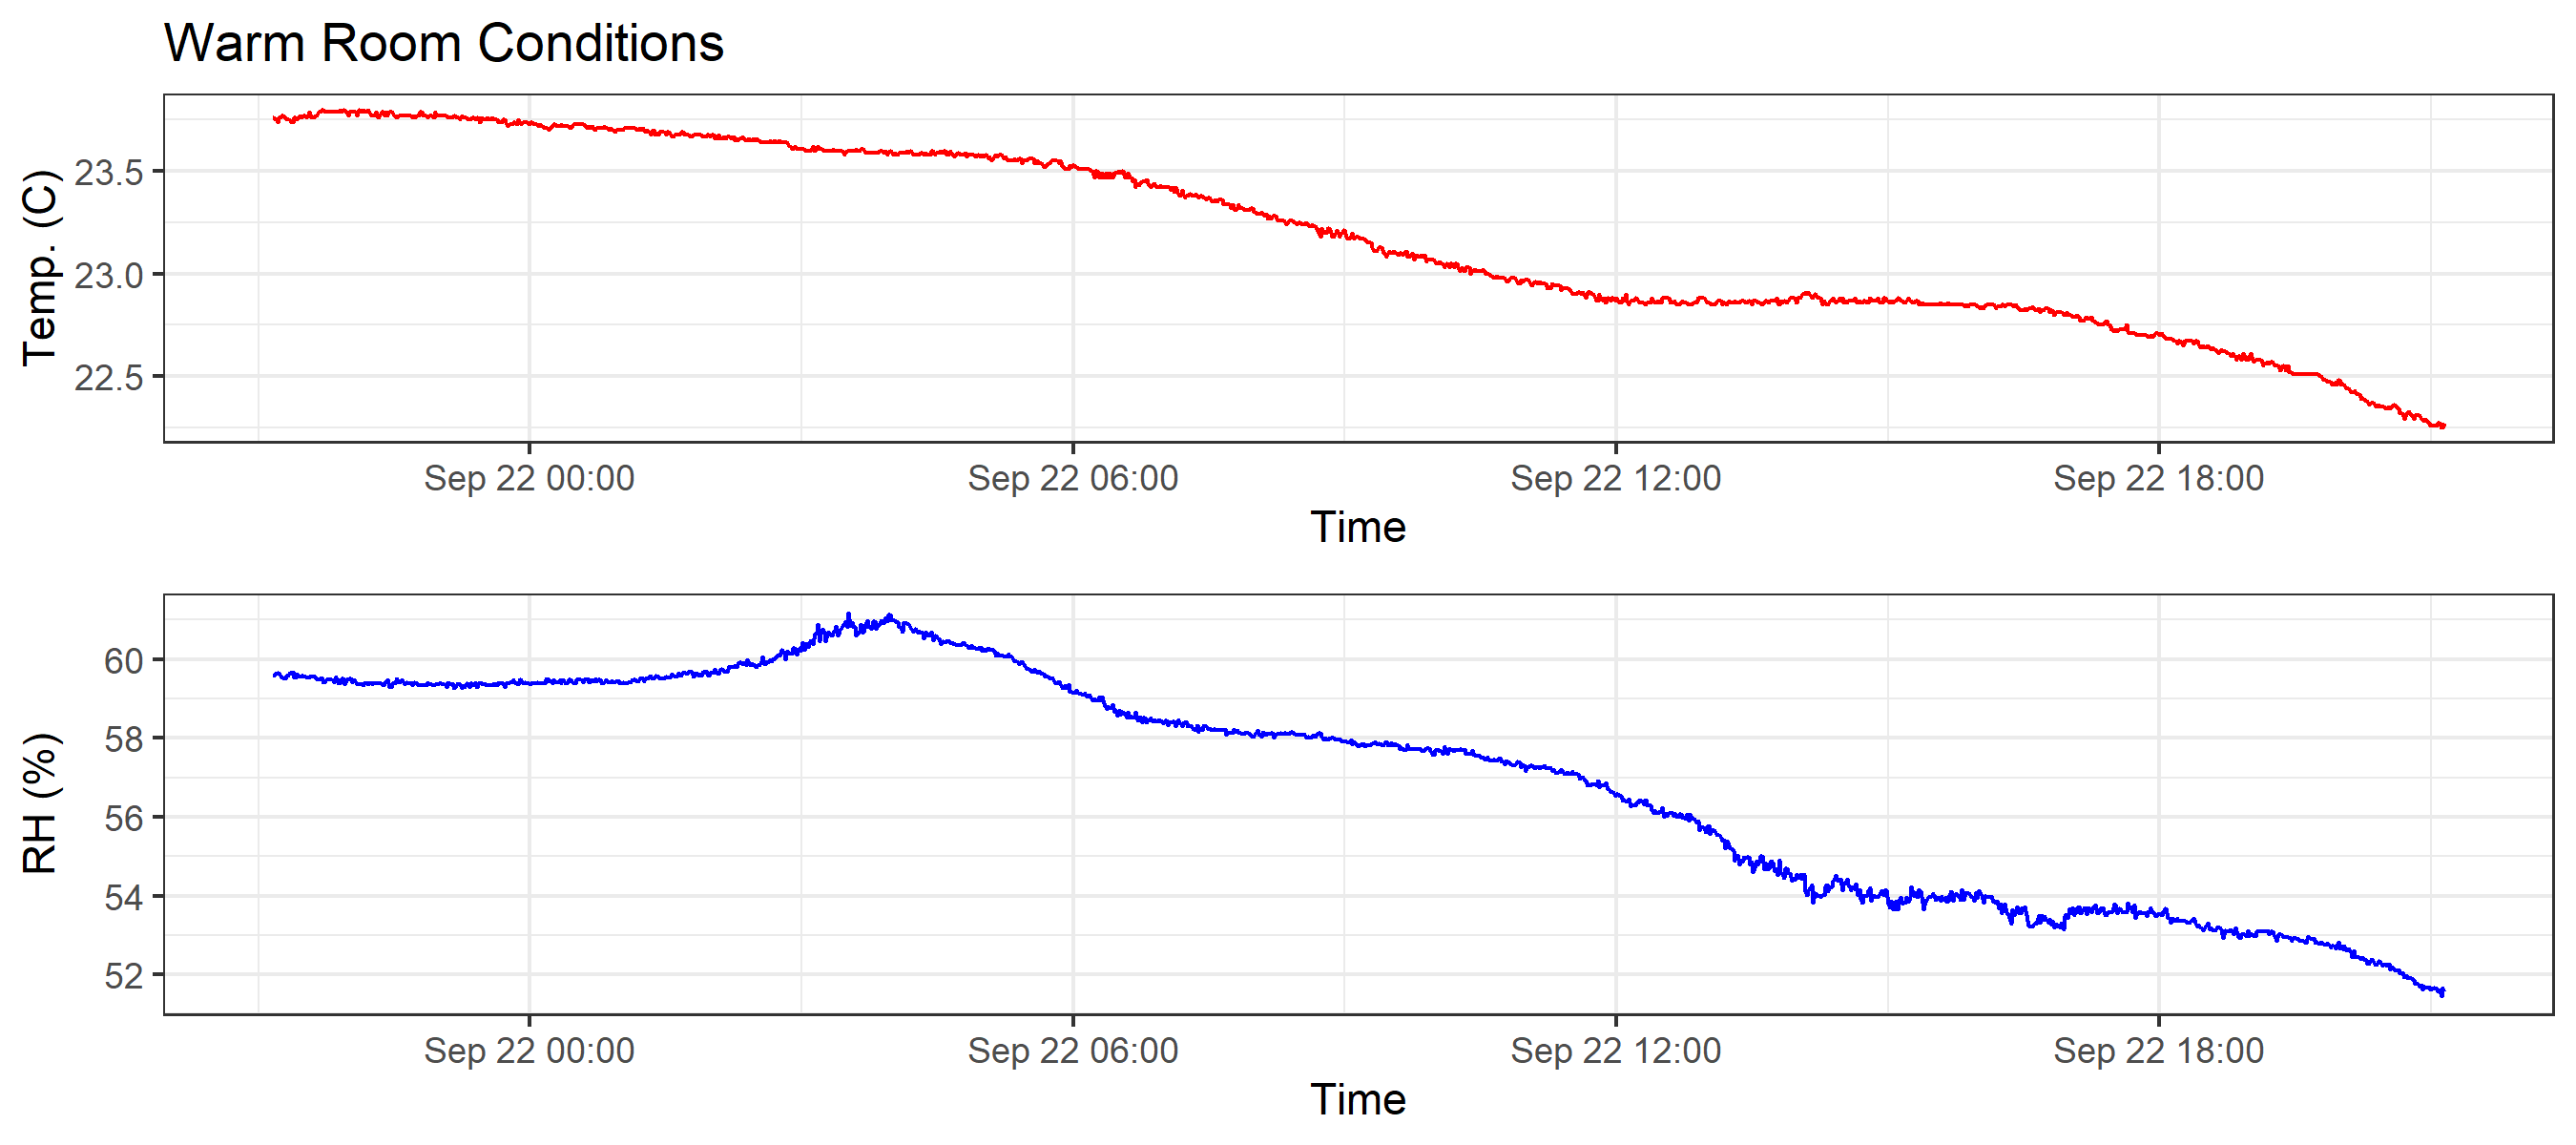 Warm Room Conditions
Temp. (C)
23.5
23.0
22.5
Sep 22 00:00 Sep 22 06:00 Sep 22 12:00 Sep 22 18:00
Time
RH (%)
60
58
56
54
52
Sep 22 00:00 Sep 22 06:00 Sep 22 12:00 Sep 22 18:00
Time